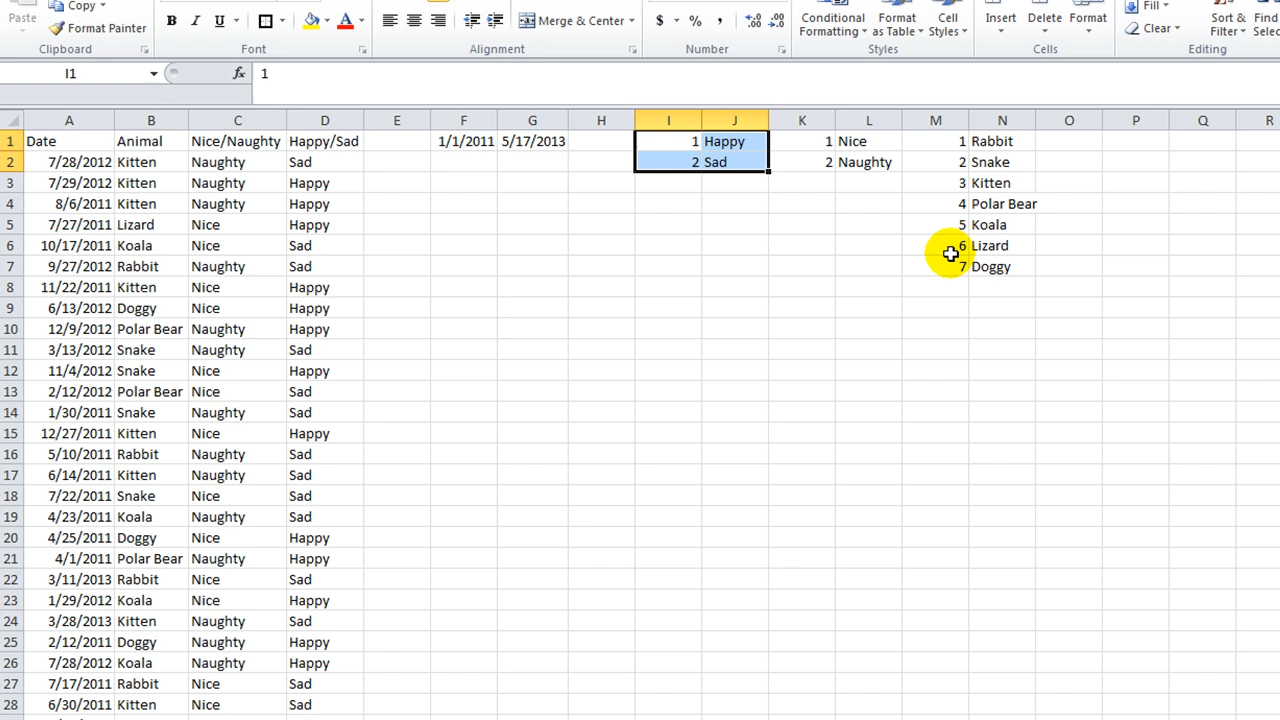 Paste Copy Format Painter
B I U A Merge & Center $ % ,
Conditional Formatting Format as Table Cell Styles Insert Delete Format Fill Clear Sort & Filter
Clipboard Font Alignment Number Styles Cells Editing
I1 fx 1
A B C D E F G H I J K L M N O P Q R
1 Date Animal Nice/Naughty Happy/Sad 1/1/2011 5/17/2013 1 Happy 1 Nice 1 Rabbit
2 7/28/2012 Kitten Naughty Sad 2 Sad 2 Naughty 2 Snake
3 7/29/2012 Kitten Naughty Happy 3 Kitten
4 8/6/2011 Kitten Naughty Happy 4 Polar Bear
5 7/27/2011 Lizard Nice Happy 5 Koala
6 10/17/2011 Koala Nice Sad 6 Lizard
7 9/27/2012 Rabbit Naughty Sad 7 Doggy
8 11/22/2011 Kitten Nice Happy
9 6/13/2012 Doggy Nice Happy
10 12/9/2012 Polar Bear Naughty Happy
11 3/13/2012 Snake Naughty Sad
12 11/4/2012 Snake Nice Happy
13 2/12/2012 Polar Bear Nice Sad
14 1/30/2011 Snake Naughty Sad
15 12/27/2011 Kitten Nice Happy
16 5/10/2011 Rabbit Naughty Sad
17 6/14/2011 Kitten Naughty Sad
18 7/22/2011 Snake Nice Sad
19 4/23/2011 Koala Naughty Sad
20 4/25/2011 Doggy Nice Happy
21 4/1/2011 Polar Bear Naughty Happy
22 3/11/2013 Rabbit Nice Sad
23 1/29/2012 Koala Nice Happy
24 3/28/2013 Kitten Naughty Sad
25 2/12/2011 Doggy Naughty Happy
26 7/28/2012 Koala Naughty Happy
27 7/17/2011 Rabbit Nice Sad
28 6/30/2011 Kitten Nice Sad